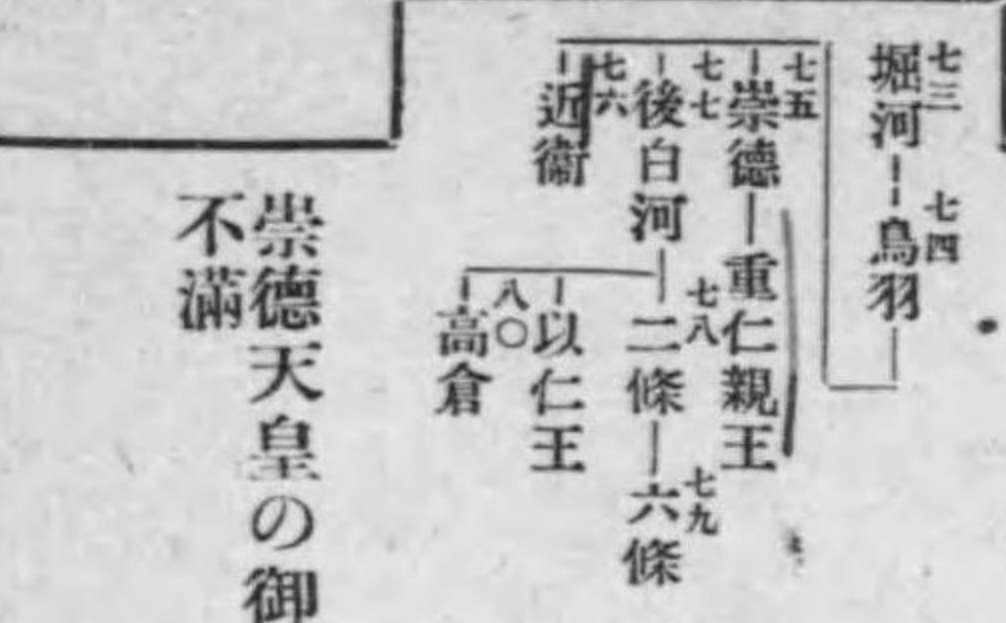 七三 七四
堀河 鳥羽
七五
崇德 重仁親王
七七 七八 七九
後白河 二條 六條
以仁王
八〇
高倉
七六
近衞
崇德天皇の御
不滿